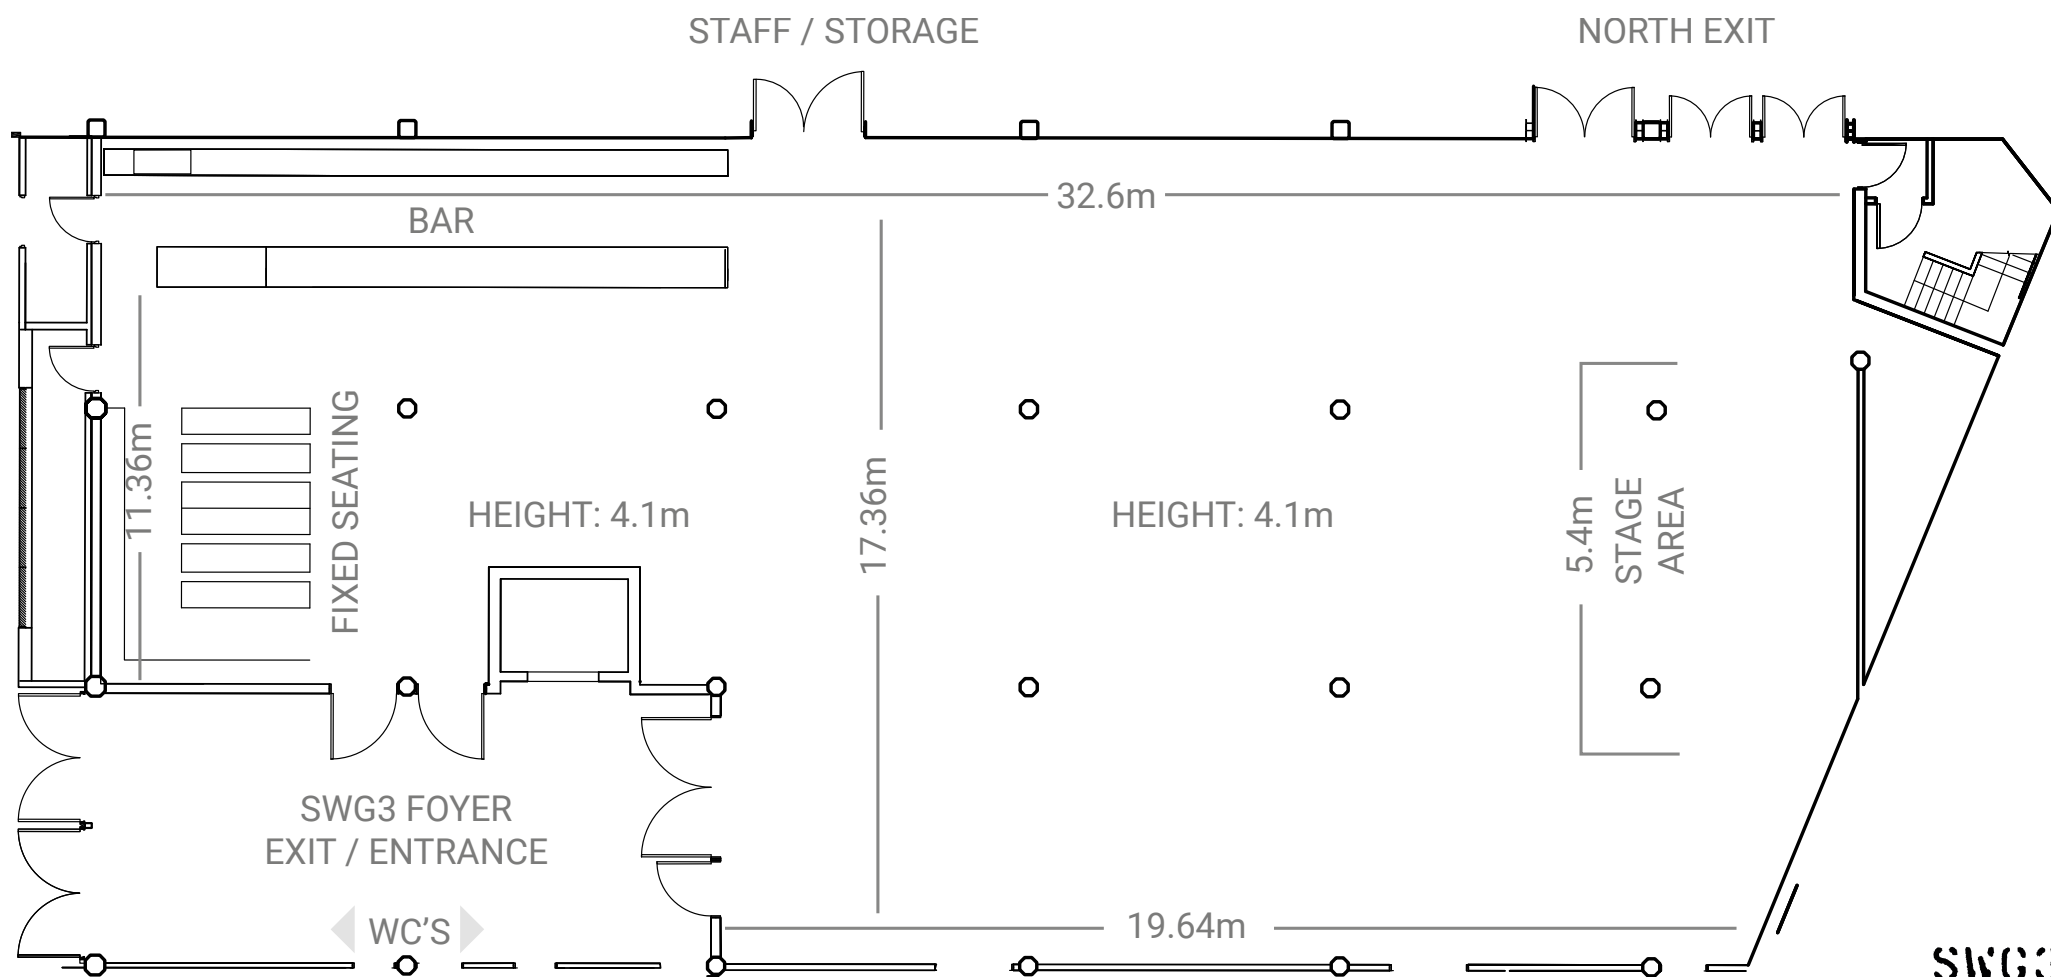 STAFF / STORAGE
NORTH EXIT
32.6m
BAR
11.36m
FIXED SEATING
HEIGHT: 4.1m
17.36m
HEIGHT: 4.1m
5.4m
STAGE
AREA
SWG3 FOYER
EXIT / ENTRANCE
WC'S
19.64m
SWG3